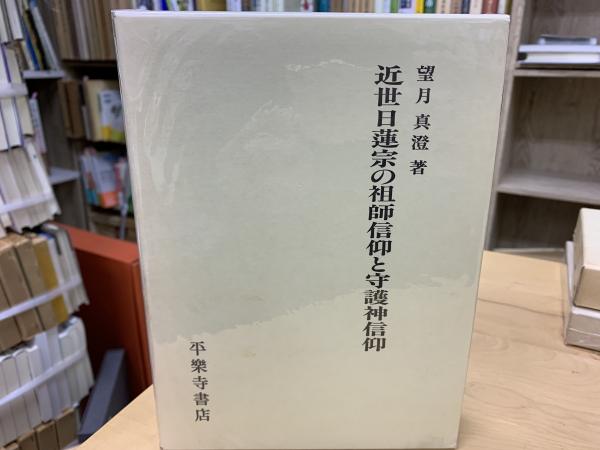 望月真澄 著
近世日蓮宗の祖師信仰と守護神信仰
平樂寺書店